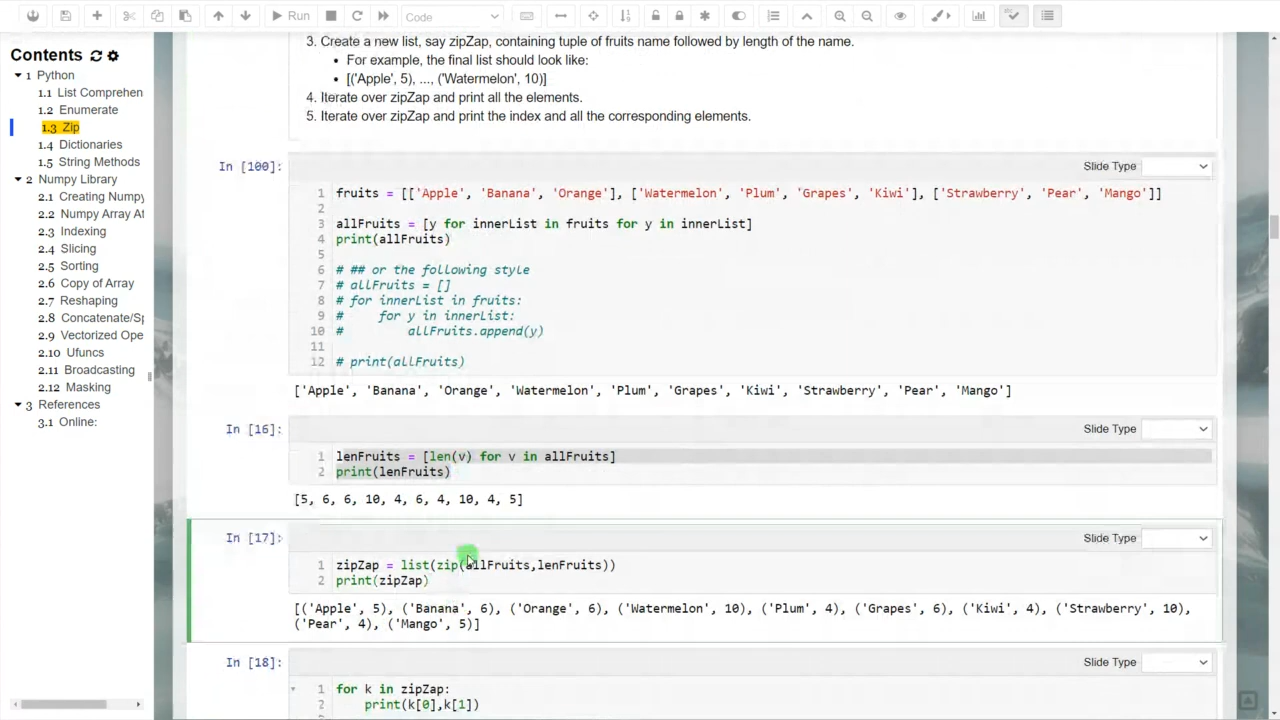 Run
Code
Contents
1 Python
1.1 List Comprehen
1.2 Enumerate
1.3 Zip
1.4 Dictionaries
1.5 String Methods
2 Numpy Library
2.1 Creating Numpy
2.2 Numpy Array At
2.3 Indexing
2.4 Slicing
2.5 Sorting
2.6 Copy of Array
2.7 Reshaping
2.8 Concatenate/Sp
2.9 Vectorized Ope
2.10 Ufuncs
2.11 Broadcasting
2.12 Masking
3 References
3.1 Online:
3. Create a new list, say zipZap, containing tuple of fruits name followed by length of the name.
• For example, the final list should look like:
• [('Apple', 5), ..., ('Watermelon', 10)]
4. Iterate over zipZap and print all the elements.
5. Iterate over zipZap and print the index and all the corresponding elements.
In [100]:
Slide Type
1 fruits = [['Apple', 'Banana', 'Orange'], ['Watermelon', 'Plum', 'Grapes', 'Kiwi'], ['Strawberry', 'Pear', 'Mango']]
2
3 allFruits = [y for innerList in fruits for y in innerList]
4 print(allFruits)
5
6 # ## or the following style
7 # allFruits = []
8 # for innerList in fruits:
9 #     for y in innerList:
10 #         allFruits.append(y)
11
12 # print(allFruits)
['Apple', 'Banana', 'Orange', 'Watermelon', 'Plum', 'Grapes', 'Kiwi', 'Strawberry', 'Pear', 'Mango']
In [16]:
Slide Type
1 lenFruits = [len(v) for v in allFruits]
2 print(lenFruits)
[5, 6, 6, 10, 4, 6, 4, 10, 4, 5]
In [17]:
Slide Type
1 zipZap = list(zip(allFruits,lenFruits))
2 print(zipZap)
[('Apple', 5), ('Banana', 6), ('Orange', 6), ('Watermelon', 10), ('Plum', 4), ('Grapes', 6), ('Kiwi', 4), ('Strawberry', 10),
('Pear', 4), ('Mango', 5)]
In [18]:
Slide Type
1 for k in zipZap:
2     print(k[0],k[1])